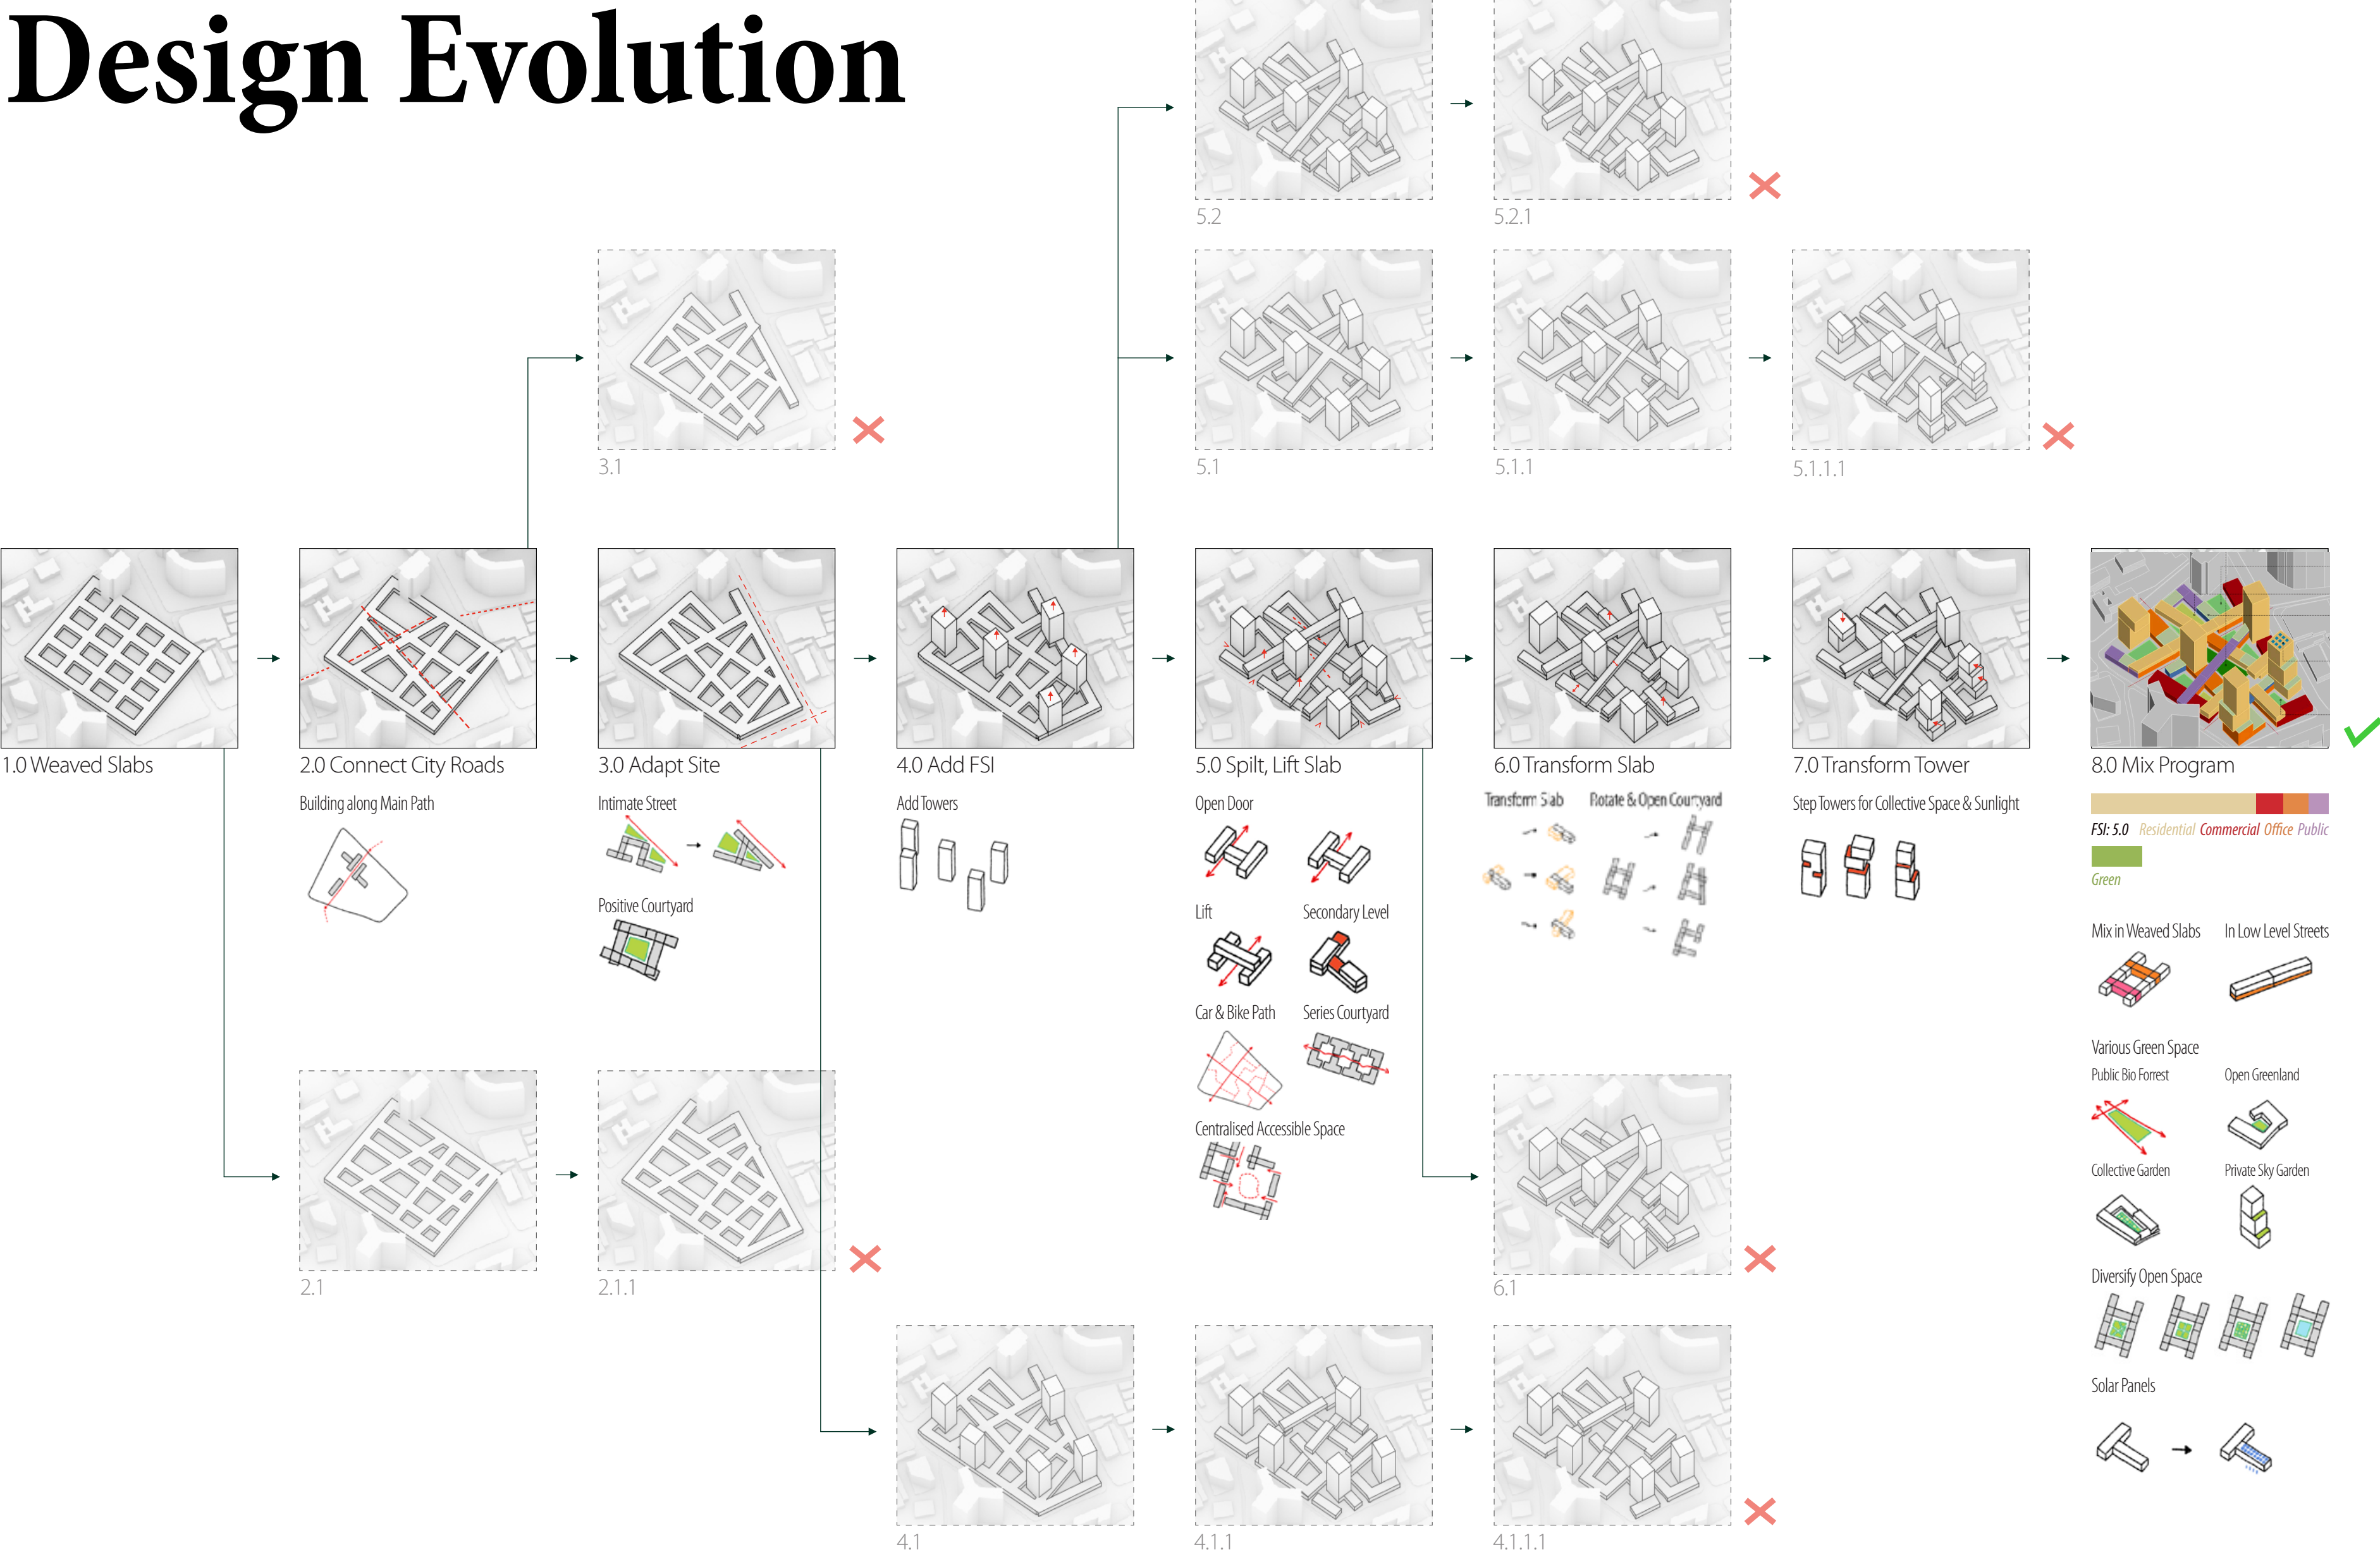 Design Evolution
5.2
5.2.1
3.1
5.1
5.1.1
5.1.1.1
1.0 Weaved Slabs
2.0 Connect City Roads
3.0 Adapt Site
4.0 Add FSI
5.0 Spilt, Lift Slab
6.0 Transform Slab
7.0 Transform Tower
8.0 Mix Program
Building along Main Path
Intimate Street
Positive Courtyard
Add Towers
Open Door
Lift
Secondary Level
Car & Bike Path
Series Courtyard
Centralised Accessible Space
Transform Slab
Rotate & Open Courtyard
Step Towers for Collective Space & Sunlight
FSI: 5.0 Residential Commercial Office Public
Green
Mix in Weaved Slabs
In Low Level Streets
Various Green Space
Public Bio Forrest
Open Greenland
Collective Garden
Private Sky Garden
Diversify Open Space
Solar Panels
2.1
2.1.1
6.1
4.1
4.1.1
4.1.1.1